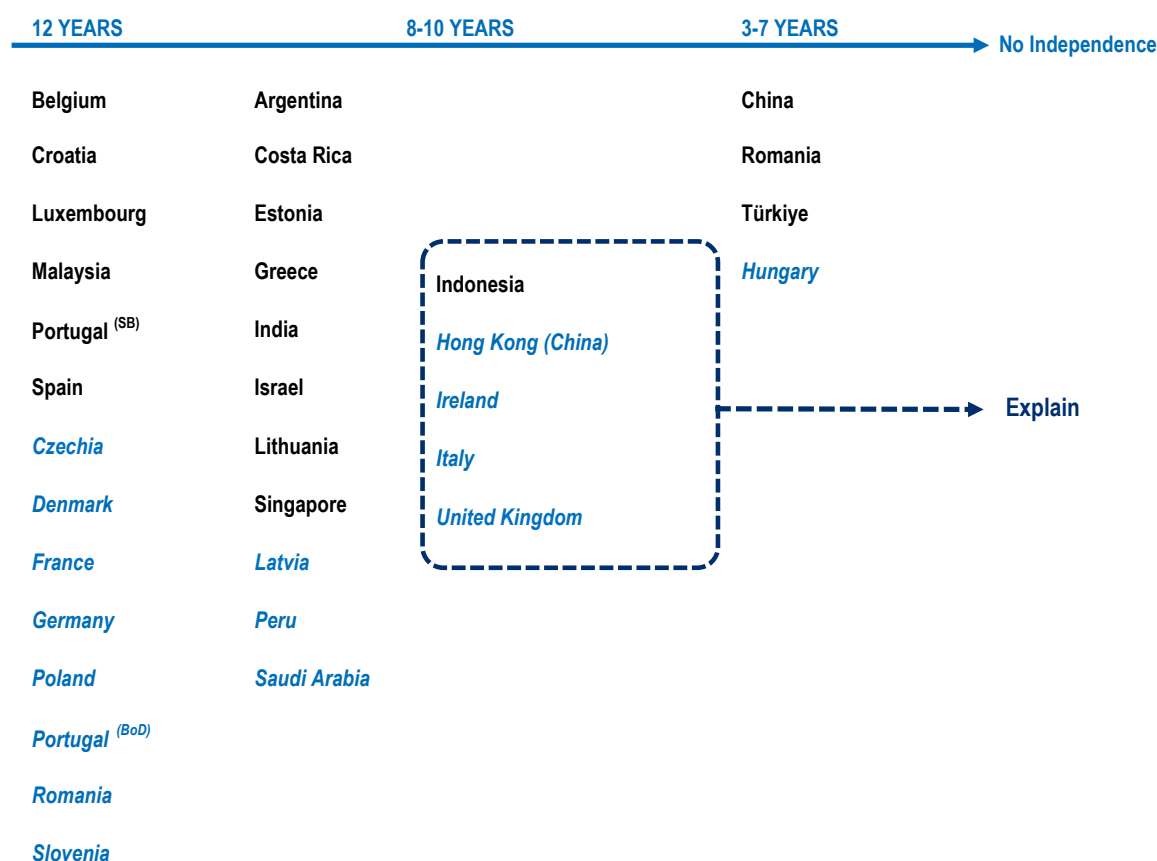 12 YEARS 8-10 YEARS 3-7 YEARS
No Independence
Belgium Argentina China
Croatia Costa Rica Romania
Luxembourg Estonia Türkiye
Malaysia Greece Indonesia Hungary
Portugal (SB) India Hong Kong (China)
Spain Israel Ireland
Explain
Czechia Lithuania Italy
Denmark Singapore United Kingdom
France Latvia
Germany Peru
Poland Saudi Arabia
Portugal (BoD)
Romania
Slovenia